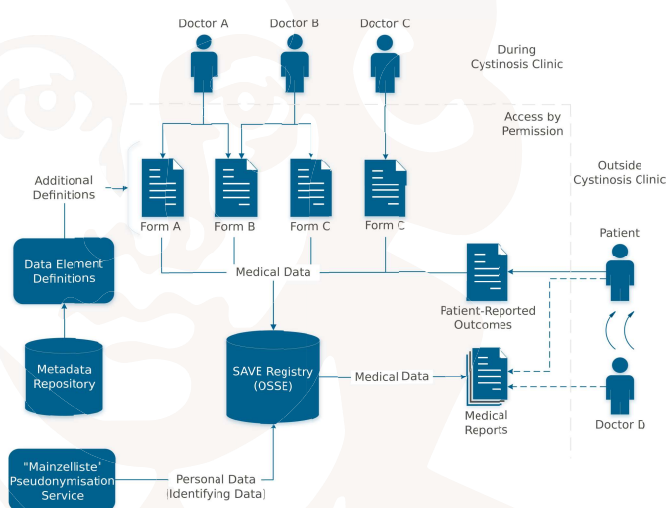 Doctor A
Doctor B
Doctor C
During
Cystinosis Clinic
Access by
Permission
Outside
Cystinosis Clinic
Additional
Definitions
Form A
Form B
Form C
Form C
Patient
Data Element
Definitions
Medical Data
Patient-Reported
Outcomes
Metadata
Repository
SAVE Registry
(OSSE)
Medical Data
Medical
Reports
Doctor D
"Mainzelliste'
Pseudonymisation
Service
Personal Data
(Identifying Data)